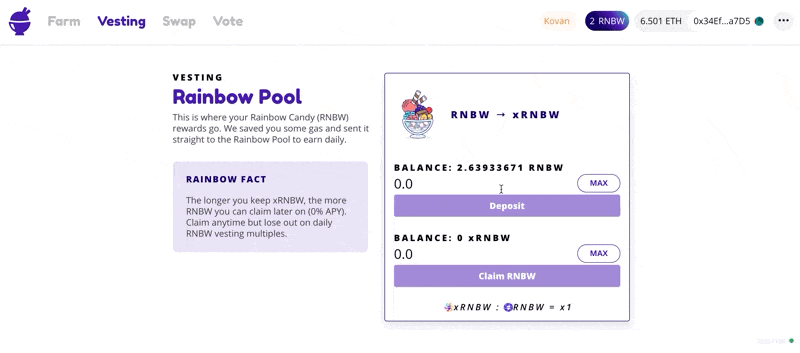 Farm Vesting Swap Vote
Kovan 2 RNBW 6.501 ETH 0x34Ef...a7D5
VESTING
Rainbow Pool
This is where your Rainbow Candy (RNBW)
rewards go. We saved you some gas and sent it
straight to the Rainbow Pool to earn daily.
RAINBOW FACT
The longer you keep xRNBW, the more
RNBW you can claim later on (0% APY).
Claim anytime but lose out on daily
RNBW vesting multiples.
RNBW → xRNBW
BALANCE: 2.63933671 RNBW
0.0 MAX
Deposit
BALANCE: 0 xRNBW
0.0 MAX
Claim RNBW
xRNBW : RNBW = x1